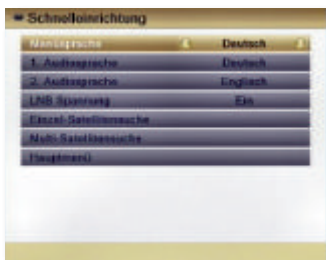 Schnelleinrichtung
Menüsprache Deutsch
1. Audiosprache Deutsch
2. Audiosprache Englisch
LNB Spannung Ein
Einzel-Satellitensuche
Multi-Satellitensuche
Hauptmenü